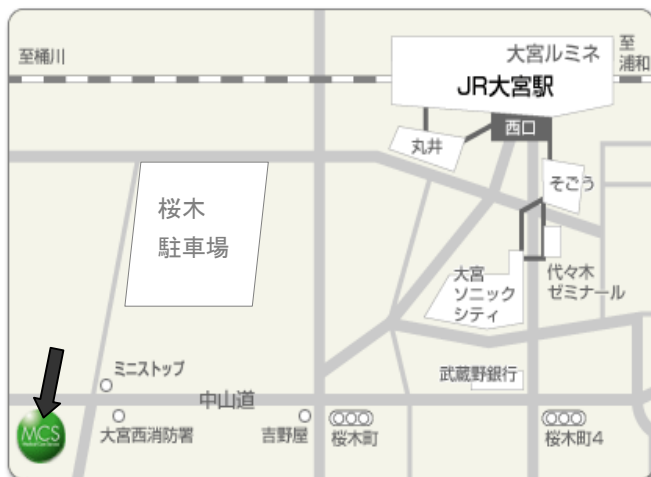 至桶川
大宮ルミネ
至
浦和
JR大宮駅
西口
丸井
そごう
桜木
駐車場
大宮
ソニック
シティ
代々木
ゼミナール
ミニストップ
武蔵野銀行
中山道
MCS
大宮西消防署
吉野屋
桜木町
桜木町4